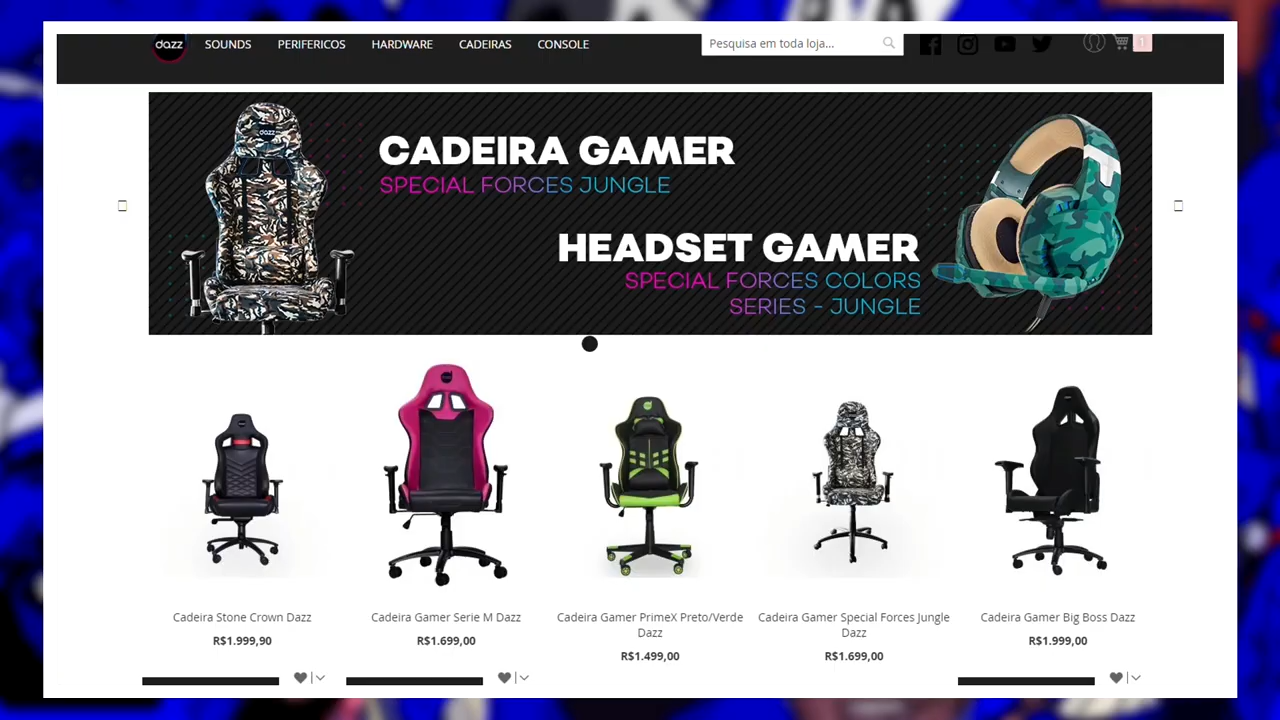 dazz SOUNDS PERIFERICOS HARDWARE CADEIRAS CONSOLE Pesquisa em toda loja... 1
dazz
CADEIRA GAMER
SPECIAL FORCES JUNGLE
HEADSET GAMER
SPECIAL FORCES COLORS
SERIES - JUNGLE
Cadeira Stone Crown Dazz
R$1.999,90
Cadeira Gamer Serie M Dazz
R$1.699,00
Cadeira Gamer PrimeX Preto/Verde
Dazz
R$1.499,00
Cadeira Gamer Special Forces Jungle
Dazz
R$1.699,00
Cadeira Gamer Big Boss Dazz
R$1.999,00